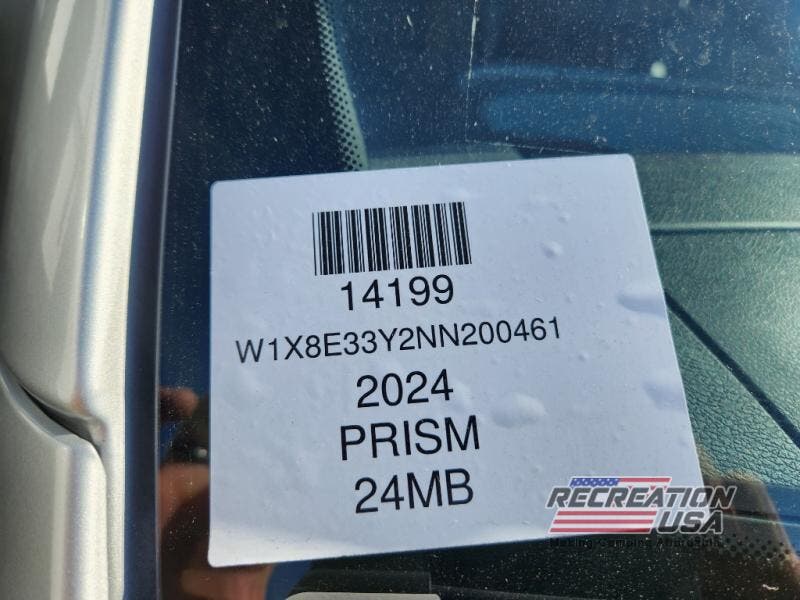 14199
W1X8E33Y2NN200461
2024
PRISM
24MB
RECREATION
USA